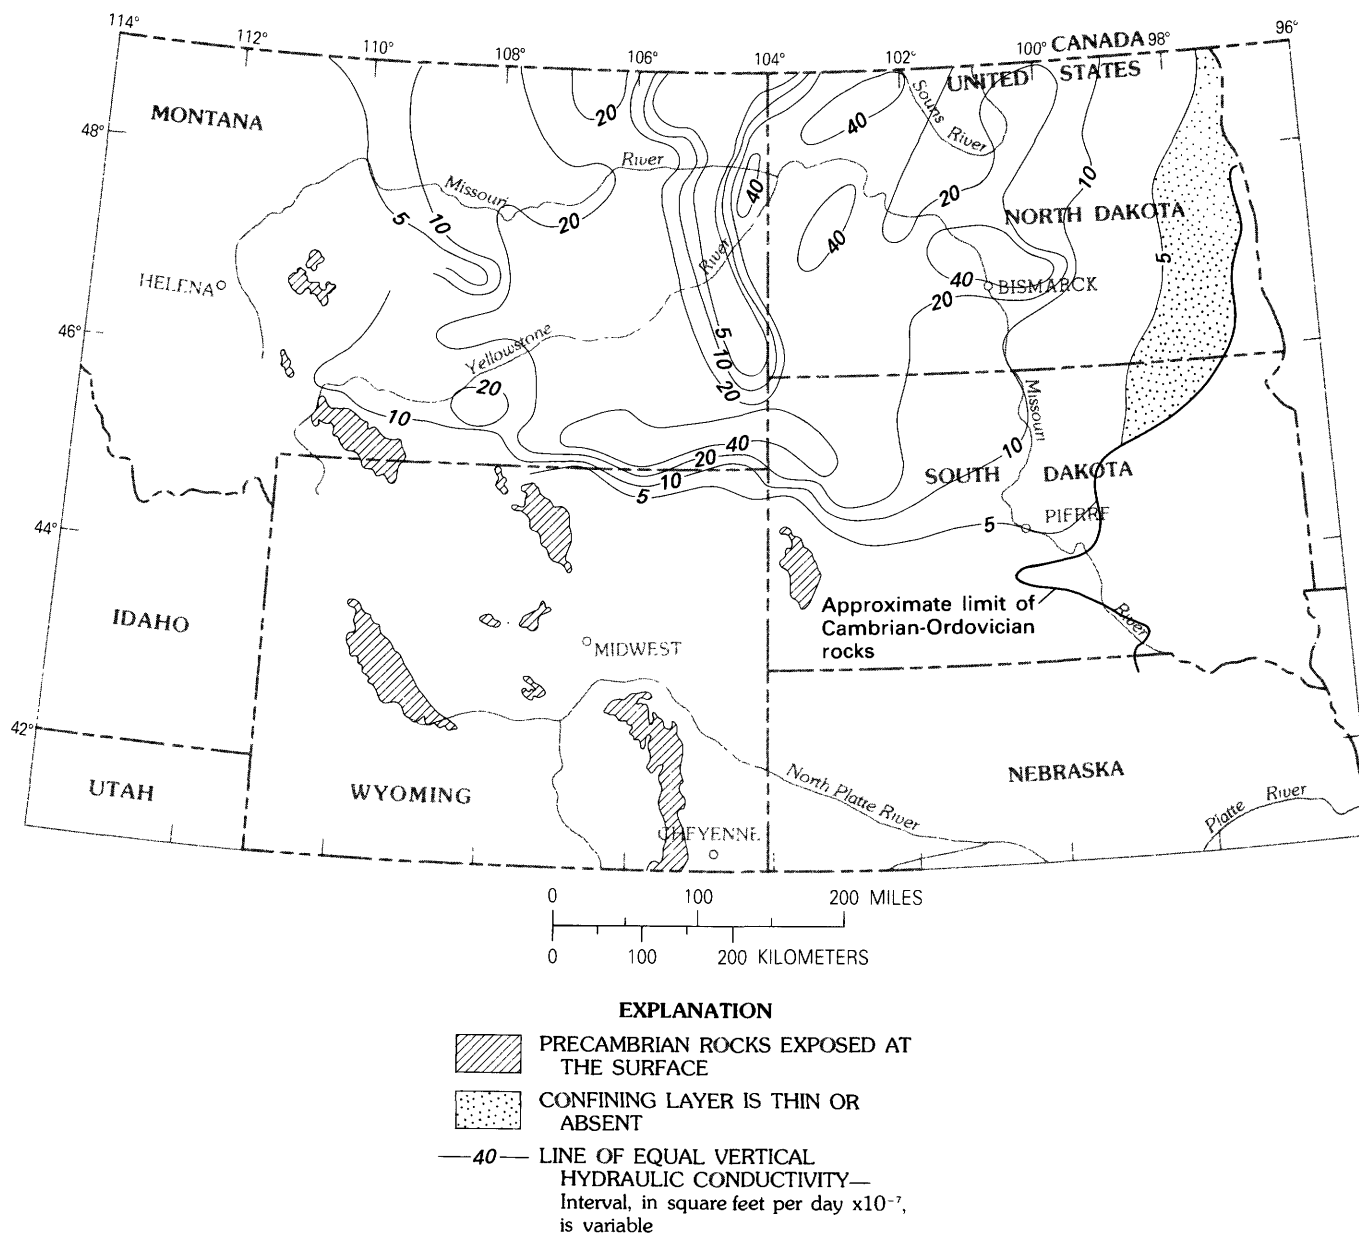 114°
112°
110°
108°
106°
104°
102°
100°
98°
96°
CANADA
UNITED STATES
MONTANA
48°
20
40
Souris River
River
Missouri
10
5
10
20
40
40
20
10
NORTH DAKOTA
5
HELENA
40
BISMARCK
20
46°
Yellowstone
River
5
10
20
20
10
40
20
10
5
Missouri
10
SOUTH DAKOTA
5
PIERRE
44°
IDAHO
MIDWEST
Approximate limit of
Cambrian-Ordovician
rocks
River
42°
UTAH
WYOMING
NEBRASKA
North Platte River
Platte River
CHEYENNE
0 100 200 MILES
0 100 200 KILOMETERS
EXPLANATION
PRECAMBRIAN ROCKS EXPOSED AT
THE SURFACE
CONFINING LAYER IS THIN OR
ABSENT
—40— LINE OF EQUAL VERTICAL
HYDRAULIC CONDUCTIVITY—
Interval, in square feet per day x10⁻⁷,
is variable